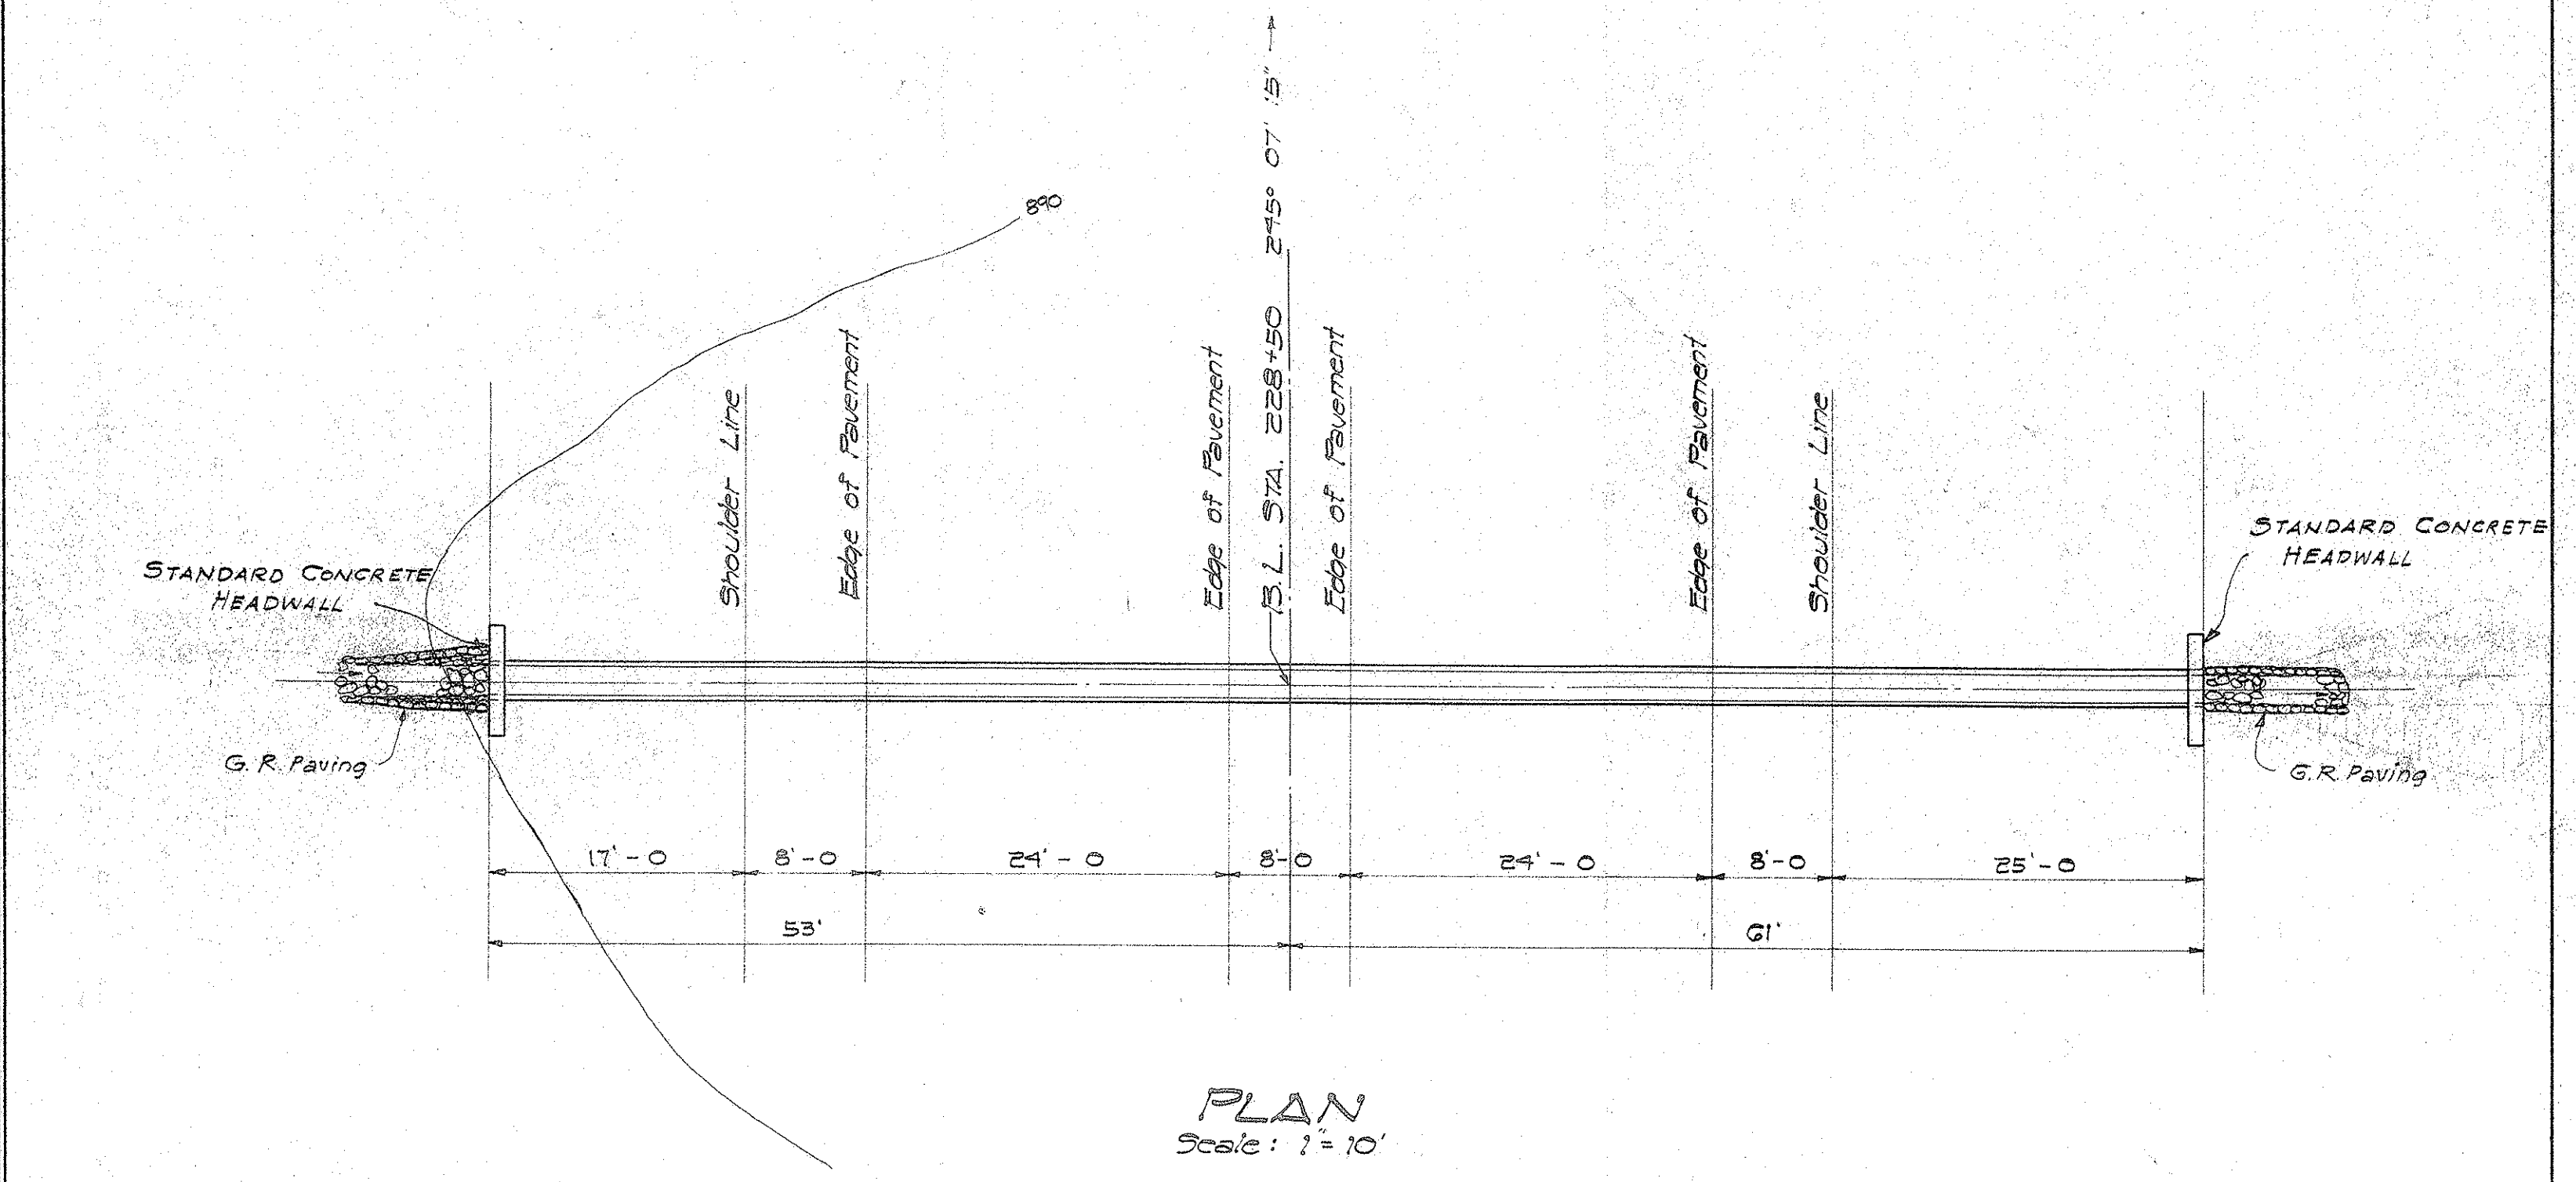 890
B.L. STA. 228+50 245° 07' 15"
Shoulder Line
Edge of Pavement
Edge of Pavement
Edge of Pavement
Edge of Pavement
Shoulder Line
STANDARD CONCRETE
HEADWALL
STANDARD CONCRETE
HEADWALL
G. R. Paving
G. R. Paving
17'-0 8'-0 24'-0 8'-0 24'-0 8'-0 25'-0
53' 61'
PLAN
Scale: 1"=10'